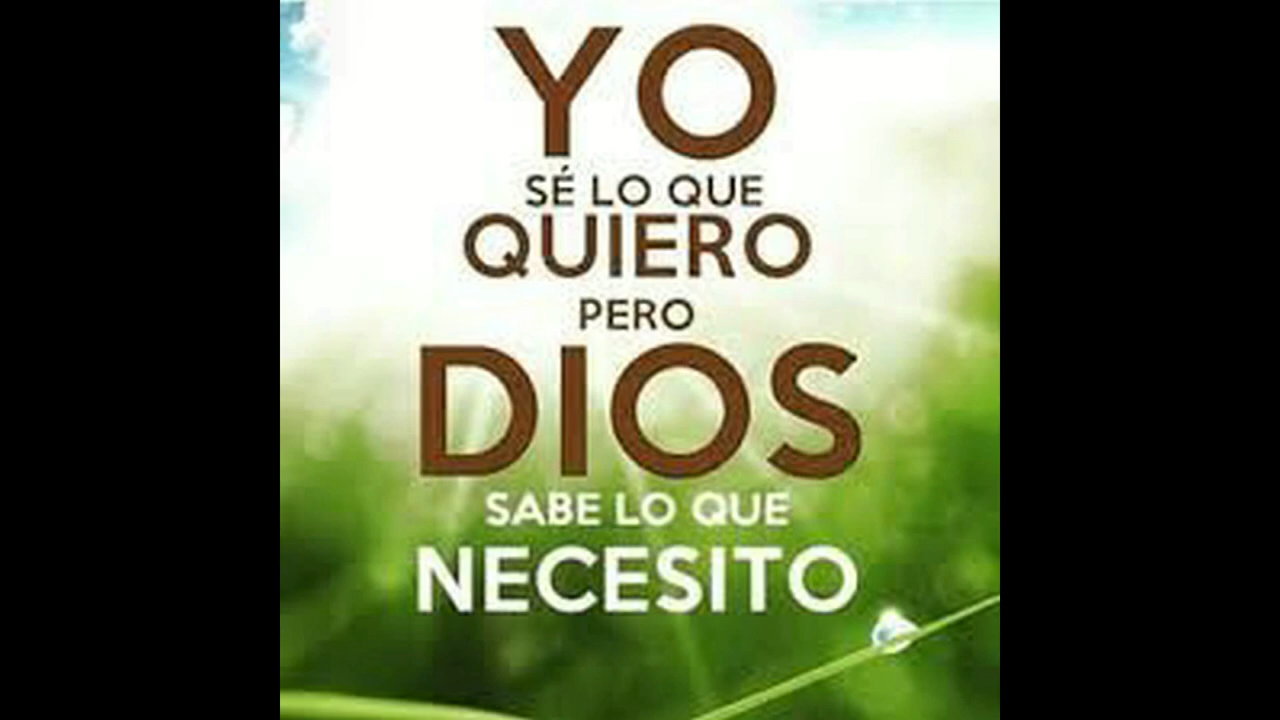 YO
SÉ LO QUE
QUIERO
PERO
DIOS
SABE LO QUE
NECESITO